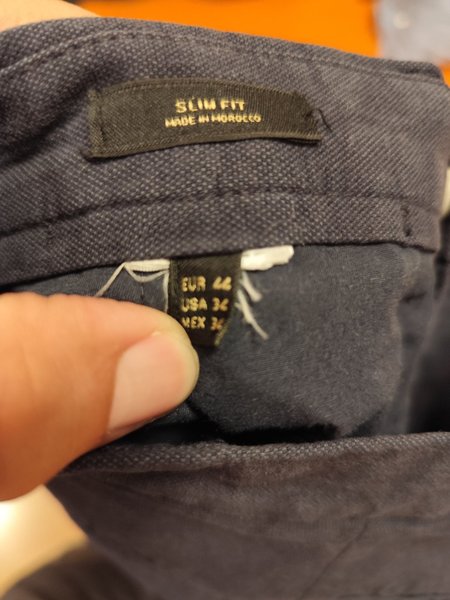 SLIM FIT
MADE IN MOROCCO
EUR 44
USA 34
MEX 34